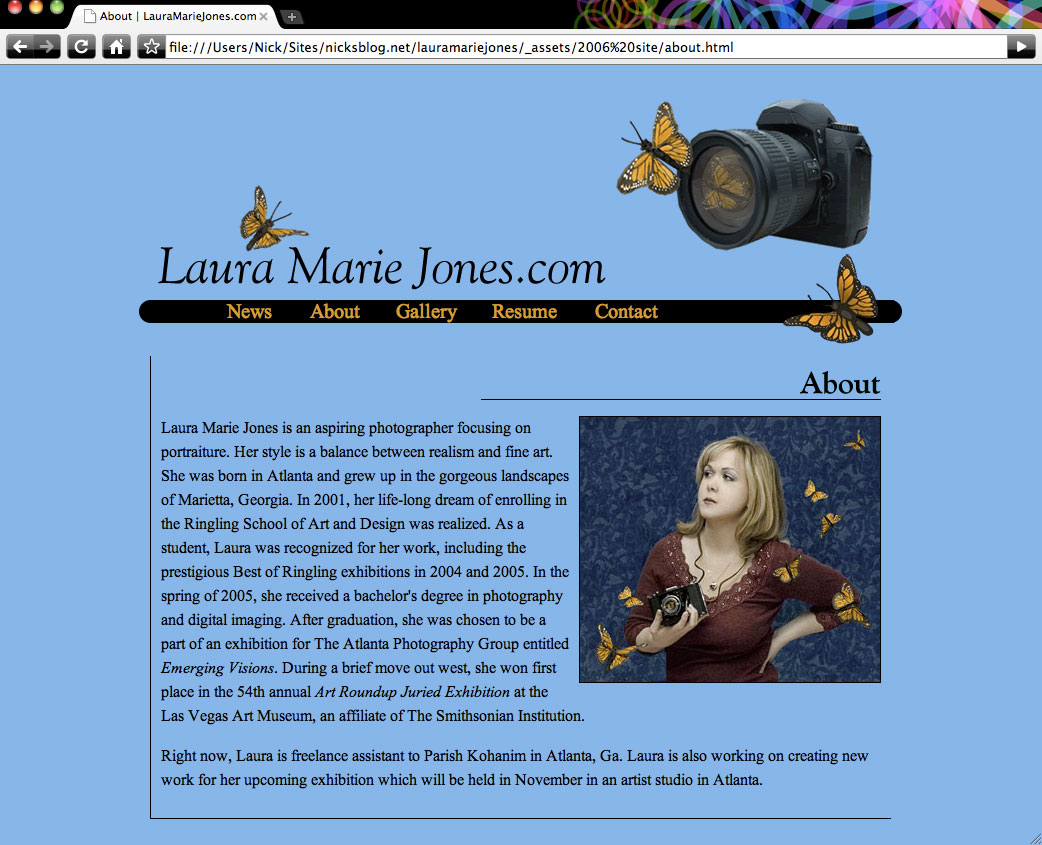 About | LauraMarieJones.com
file:///Users/Nick/Sites/nicksblog.net/lauramariejones/_assets/2006%20site/about.html
Laura Marie Jones.com
News About Gallery Resume Contact
About
Laura Marie Jones is an aspiring photographer focusing on
portraiture. Her style is a balance between realism and fine art.
She was born in Atlanta and grew up in the gorgeous landscapes
of Marietta, Georgia. In 2001, her life-long dream of enrolling in
the Ringling School of Art and Design was realized. As a
student, Laura was recognized for her work, including the
prestigious Best of Ringling exhibitions in 2004 and 2005. In the
spring of 2005, she received a bachelor's degree in photography
and digital imaging. After graduation, she was chosen to be a
part of an exhibition for The Atlanta Photography Group entitled
Emerging Visions. During a brief move out west, she won first
place in the 54th annual Art Roundup Juried Exhibition at the
Las Vegas Art Museum, an affiliate of The Smithsonian Institution.
Right now, Laura is freelance assistant to Parish Kohanim in Atlanta, Ga. Laura is also working on creating new
work for her upcoming exhibition which will be held in November in an artist studio in Atlanta.